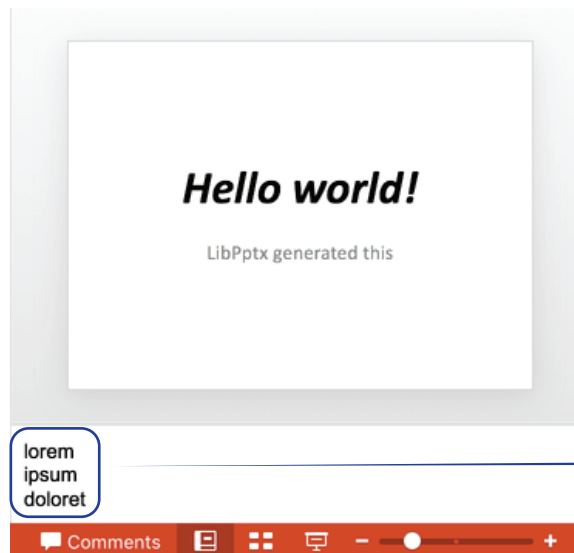 Hello world!
LibPptx generated this
lorem
ipsum
doloret
Comments